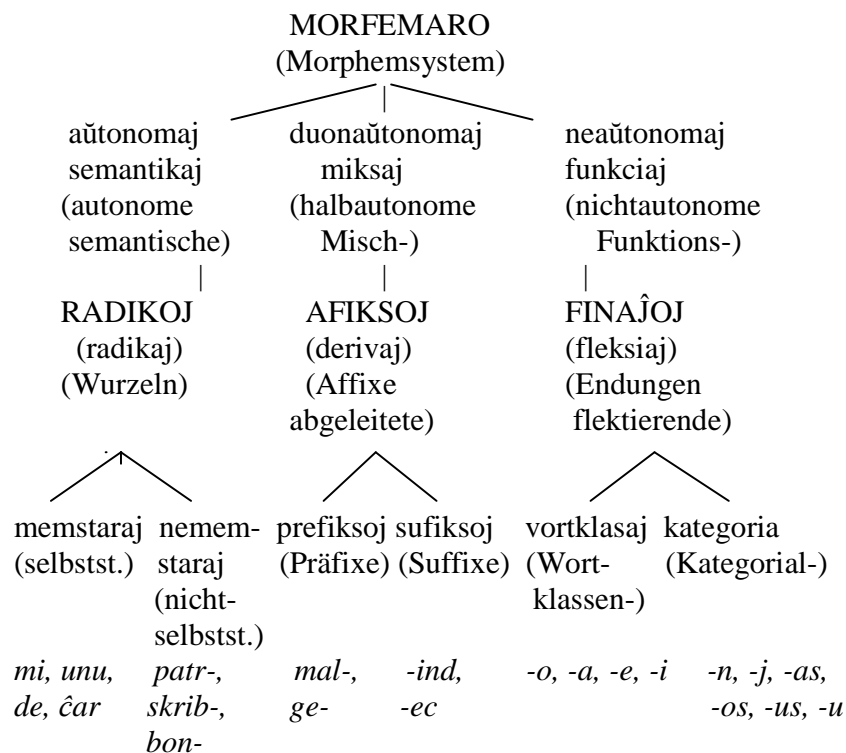 MORFEMARO
(Morphemsystem)
aŭtonomaj duonaŭtonomaj neaŭtonomaj
semantikaj miksaj funkciaj
(autonome (halbautonome (nichtautonome
semantische) Misch-) Funktions-)
RADIKOJ AFIKSOJ FINAĴOJ
(radikaj) (derivaj) (fleksiaj)
(Wurzeln) (Affixe (Endungen
abgeleitete) flektierende)
memstaraj nemem- prefiksoj sufiksoj vortklasaj kategoria
(selbstst.) staraj (Präfixe) (Suffixe) (Wort- (Kategorial-)
(nicht- klassen-)
selbstst.)
mi, unu, patr-, mal-, -ind, -o, -a, -e, -i -n, -j, -as,
de, ĉar skrib-, ge- -ec -os, -us, -u
bon-